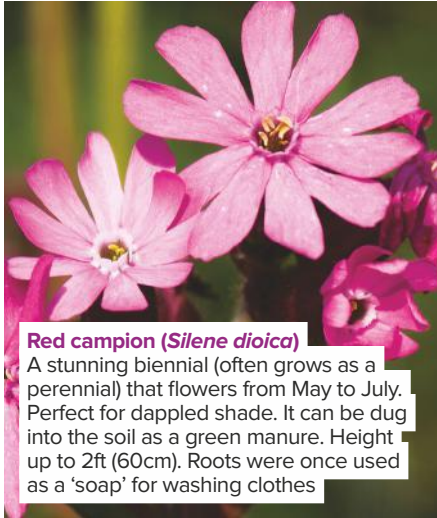 Red campion (Silene dioica)
A stunning biennial (often grows as a
perennial) that flowers from May to July.
Perfect for dappled shade. It can be dug
into the soil as a green manure. Height
up to 2ft (60cm). Roots were once used
as a ‘soap’ for washing clothes